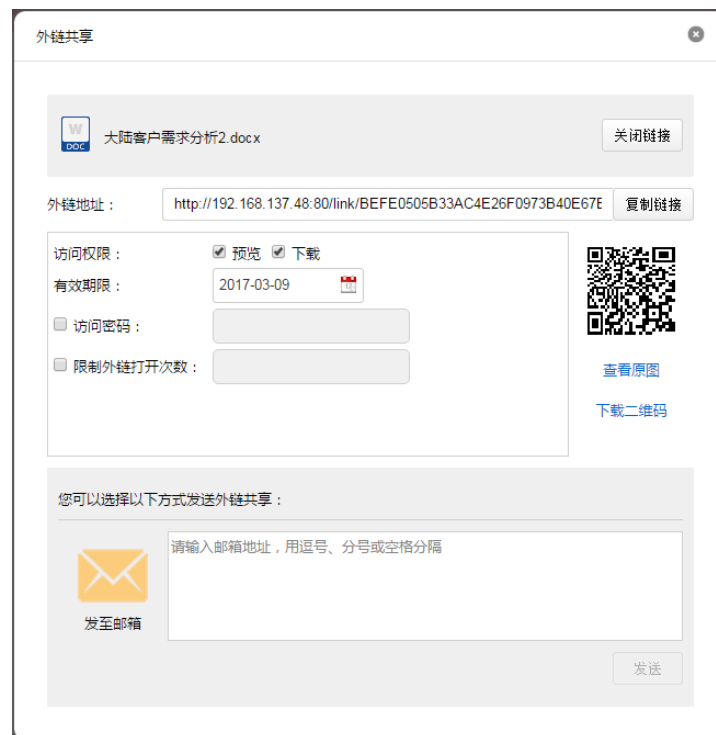 外链共享
W
DOC
大陆客户需求分析2.docx
关闭链接
外链地址：
http://192.168.137.48:80/link/BEFE0505B33AC4E26F0973B40E67E
复制链接
访问权限：
预览
下载
有效期限：
2017-03-09
访问密码：
限制外链打开次数：
查看原图
下载二维码
您可以选择以下方式发送外链共享：
请输入邮箱地址，用逗号、分号或空格分隔
发至邮箱
发送